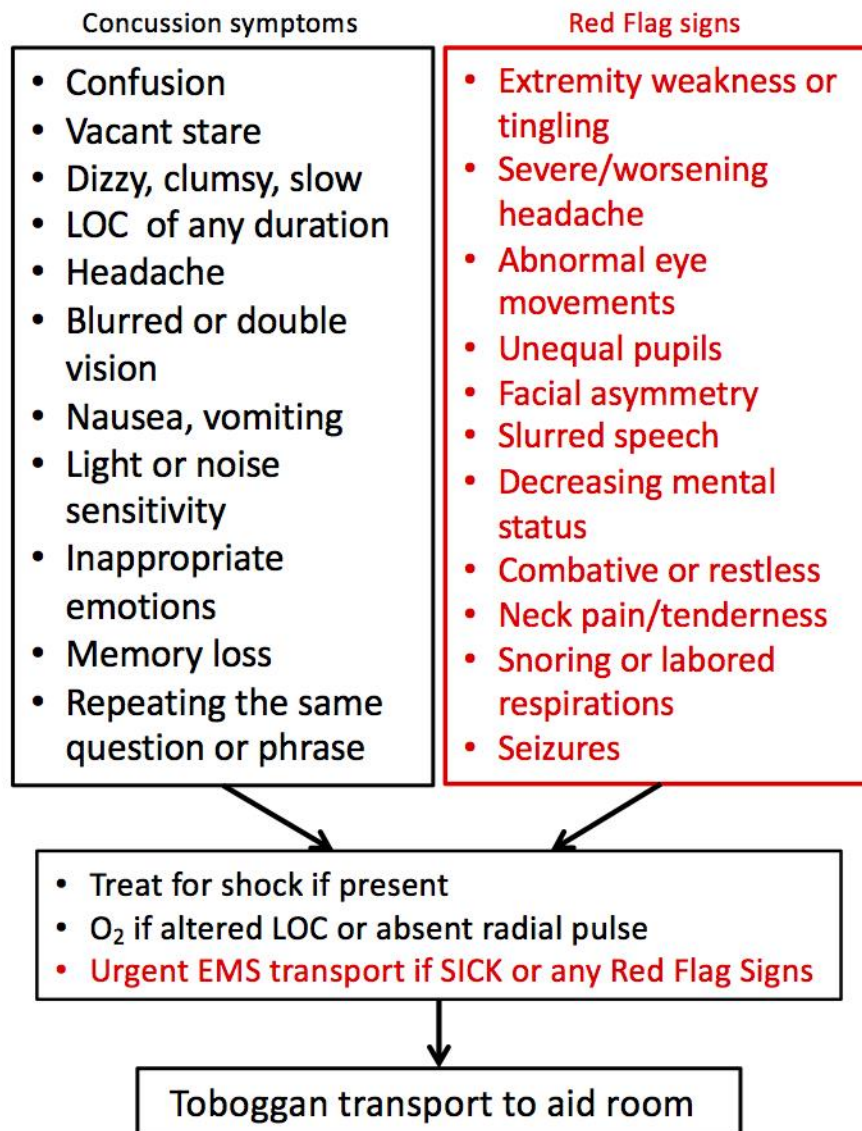 Concussion symptoms
• Confusion
• Vacant stare
• Dizzy, clumsy, slow
• LOC of any duration
• Headache
• Blurred or double
vision
• Nausea, vomiting
• Light or noise
sensitivity
• Inappropriate
emotions
• Memory loss
• Repeating the same
question or phrase
Red Flag signs
• Extremity weakness or
tingling
• Severe/worsening
headache
• Abnormal eye
movements
• Unequal pupils
• Facial asymmetry
• Slurred speech
• Decreasing mental
status
• Combative or restless
• Neck pain/tenderness
• Snoring or labored
respirations
• Seizures
• Treat for shock if present
• O₂ if altered LOC or absent radial pulse
• Urgent EMS transport if SICK or any Red Flag Signs
Toboggan transport to aid room